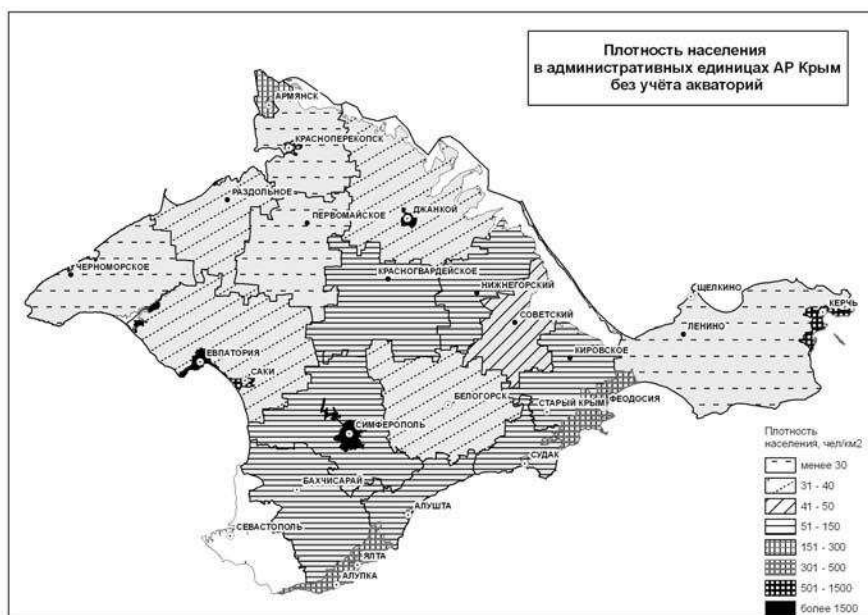 Плотность населения
в административных единицах АР Крым
без учёта акваторий
АРМЯНСК
КРАСНОПЕРЕКОПСК
РАЗДОЛЬНОЕ
ДЖАНКОЙ
ПЕРВОМАЙСКОЕ
ЧЕРНОМОРСКОЕ
КРАСНОГВАРДЕЙСКОЕ
НИЖНЕГОРСКИЙ
ЩЕЛКИНО
КЕРЧЬ
СОВЕТСКИЙ
ЛЕНИНО
ЕВПАТОРИЯ
КИРОВСКОЕ
САКИ
БЕЛОГОРСК
СТАРЫЙ КРЫМ
ФЕОДОСИЯ
СИМФЕРОПОЛЬ
СУДАК
БАХЧИСАРАЙ
АЛУШТА
СЕВАСТОПОЛЬ
ЯЛТА
АЛУПКА
Плотность
населения, чел/км2
менее 30
31 - 40
41 - 50
51 - 150
151 - 300
301 - 500
501 - 1500
более 1500